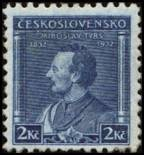 ČESKOSLOVENSKO
MIROSLAV TYRŠ
1832 1932
2Kč 2Kč